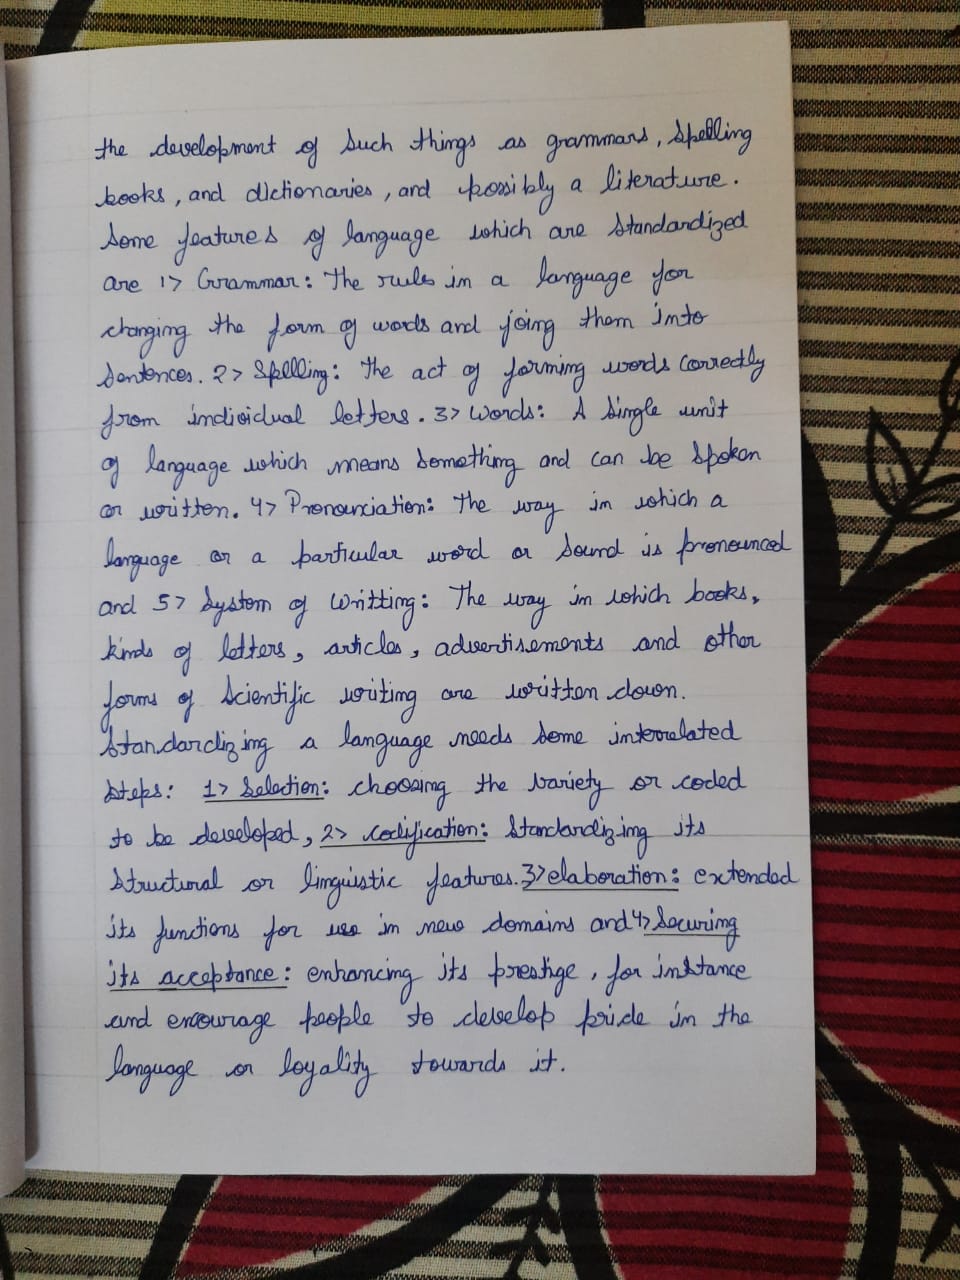 the development of such things as grammars, spelling
books, and dictionaries, and possibly a literature.
Some features of language which are standardized
are 1> Grammar: The rules in a language for
changing the form of words and joing them into
sentences. 2> Spelling: The act of forming words correctly
from individual letters. 3> Words: A single unit
of language which means something and can be spoken
or written. 4> Pronounciation: The way in which a
language or a particular word or sound is pronounced
and 5> System of Writting: The way in which books,
kinds of letters, articles, advertisements and other
forms of scientific writing are written down.
Standardizing a language needs some interrelated
steps: 1> Selection: choosing the variety or coded
to be developed, 2> codification: Standardizing its
structural or linguistic features. 3> elaboration: extended
its functions for use in new domains and 4> Securing
its acceptance: enhancing its prestige, for instance
and encourage people to develop pride in the
language or loyality towards it.